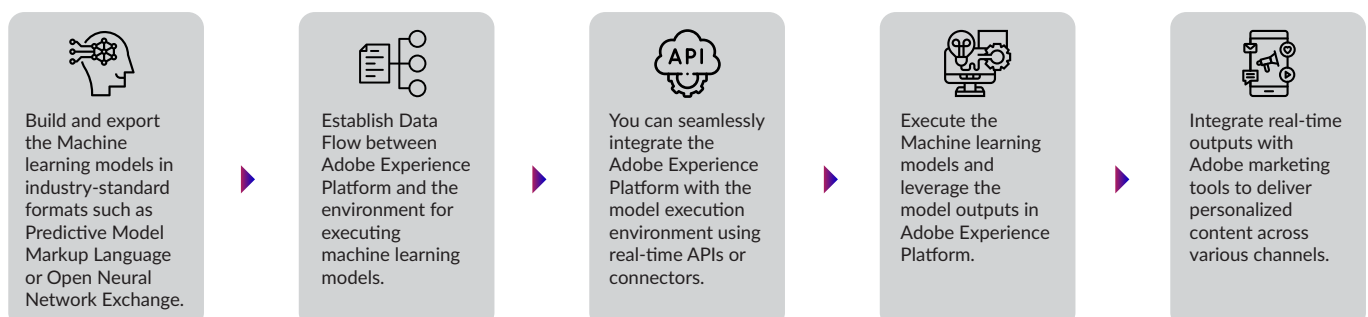 Build and export
the Machine
learning models in
industry-standard
formats such as
Predictive Model
Markup Language
or Open Neural
Network Exchange.
Establish Data
Flow between
Adobe Experience
Platform and the
environment for
executing
machine learning
models.
API
You can seamlessly
integrate the
Adobe Experience
Platform with the
model execution
environment using
real-time APIs or
connectors.
Execute the
Machine learning
models and
leverage the
model outputs in
Adobe Experience
Platform.
Integrate real-time
outputs with
Adobe marketing
tools to deliver
personalized
content across
various channels.